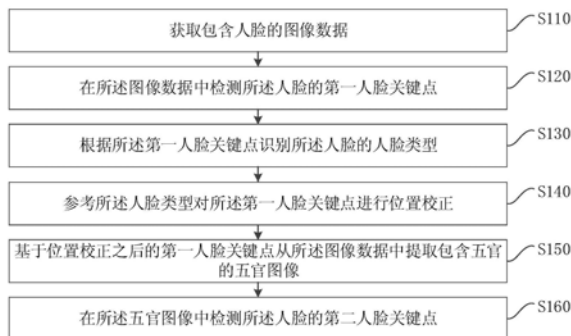 获取包含人脸的图像数据
S110
在所述图像数据中检测所述人脸的第一人脸关键点
S120
根据所述第一人脸关键点识别所述人脸的人脸类型
S130
参考所述人脸类型对所述第一人脸关键点进行位置校正
S140
基于位置校正之后的第一人脸关键点从所述图像数据中提取包含五官
的五官图像
S150
在所述五官图像中检测所述人脸的第二人脸关键点
S160